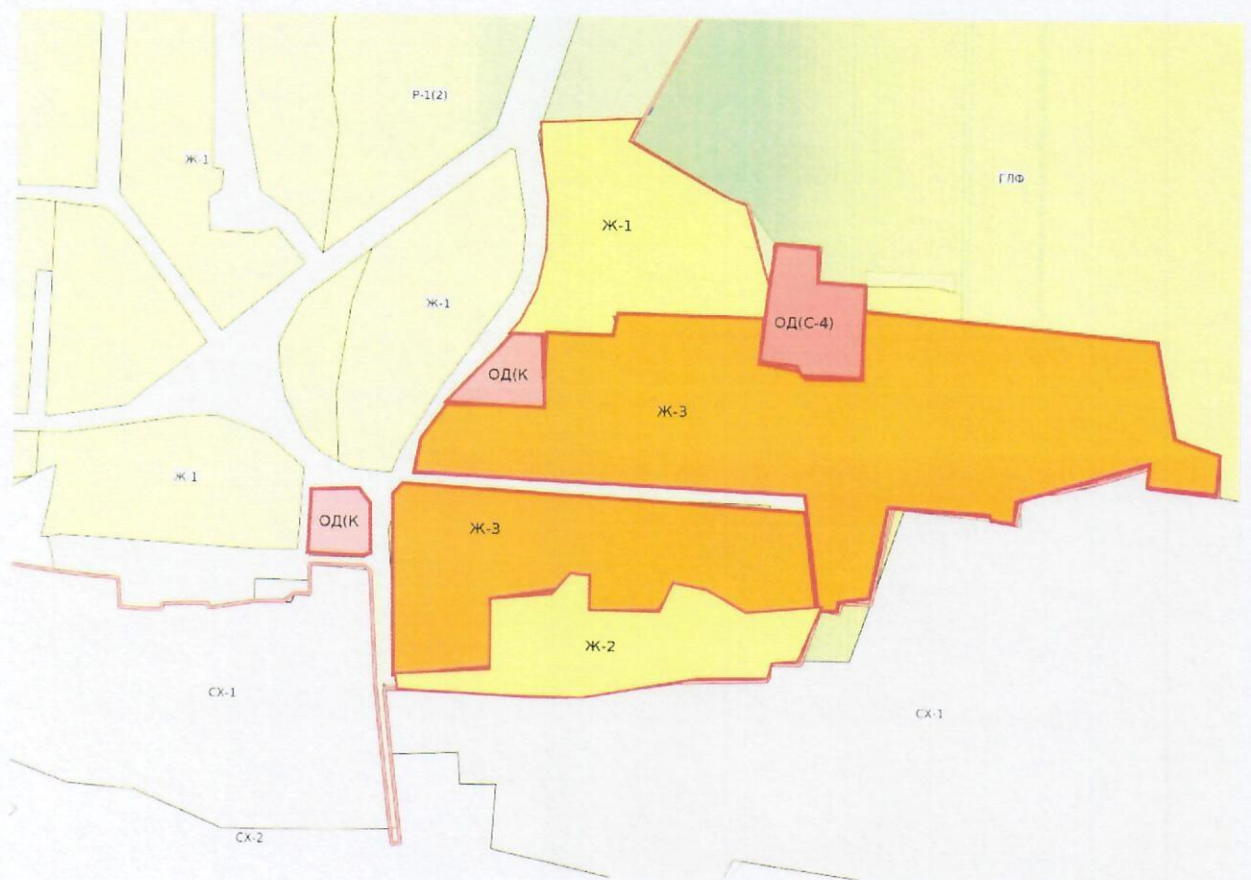 Р-1(2)
Ж-1
ГЛФ
Ж-1
Ж-1
ОД(С-4)
ОД(К
Ж-3
Ж-1
ОД(К
Ж-3
Ж-2
СХ-1
СХ-1
СХ-2